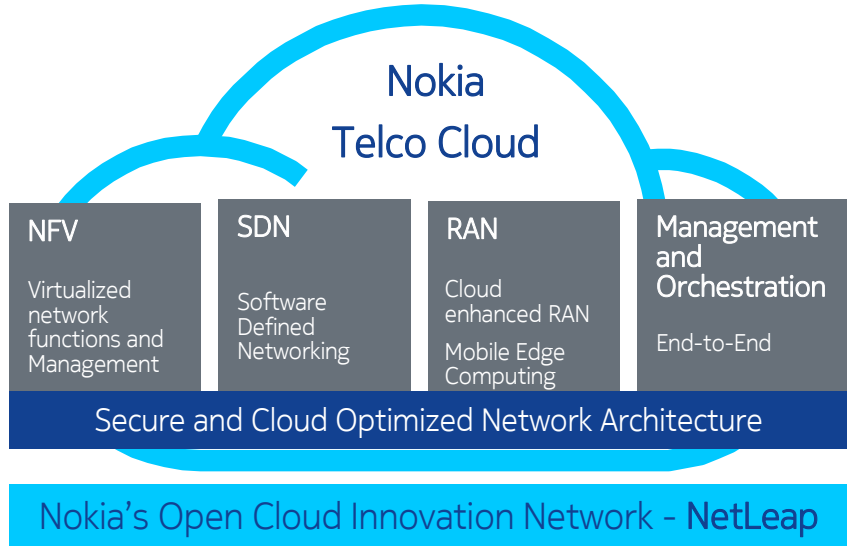 Nokia
Telco Cloud
NFV
Virtualized
network
functions and
Management
SDN
Software
Defined
Networking
RAN
Cloud
enhanced RAN
Mobile Edge
Computing
Management
and
Orchestration
End-to-End
Secure and Cloud Optimized Network Architecture
Nokia's Open Cloud Innovation Network - NetLeap